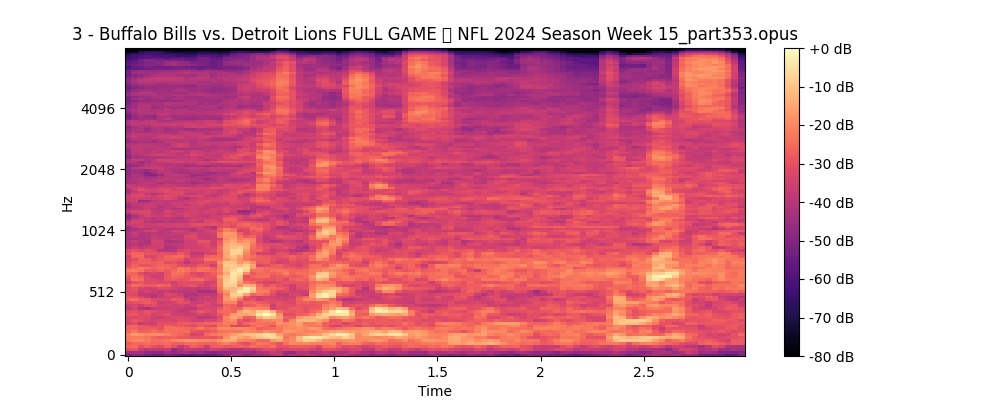 3 - Buffalo Bills vs. Detroit Lions FULL GAME ▯ NFL 2024 Season Week 15_part353.opus
+0 dB
4096
-10 dB
-20 dB
2048
-30 dB
Hz
1024
-40 dB
-50 dB
512
-60 dB
-70 dB
0
-80 dB
0 0.5 1 1.5 2 2.5
Time